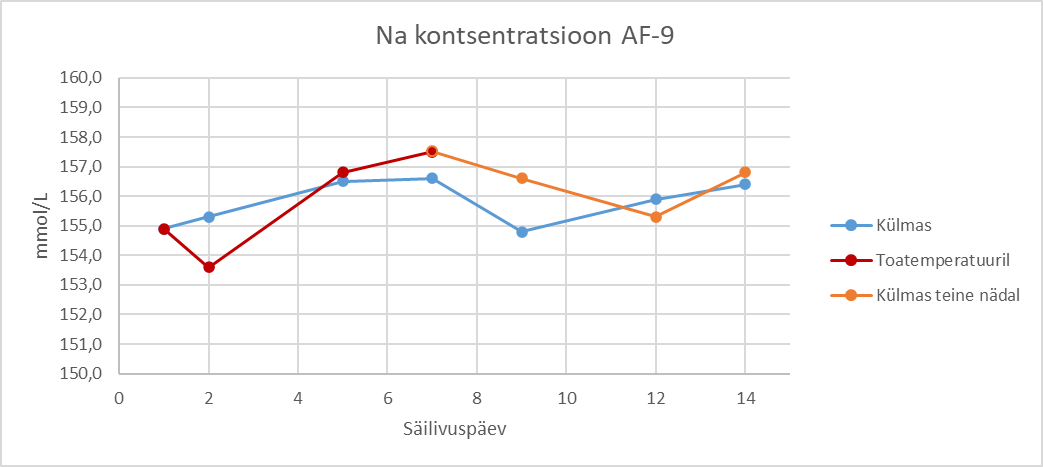 Na kontsentratsioon AF-9
160,0
159,0
158,0
157,0
156,0
155,0
154,0
153,0
152,0
151,0
150,0
mmol/L
0 2 4 6 8 10 12 14
Säilivuspäev
Külmas
Toatemperatuuril
Külmas teine nädal